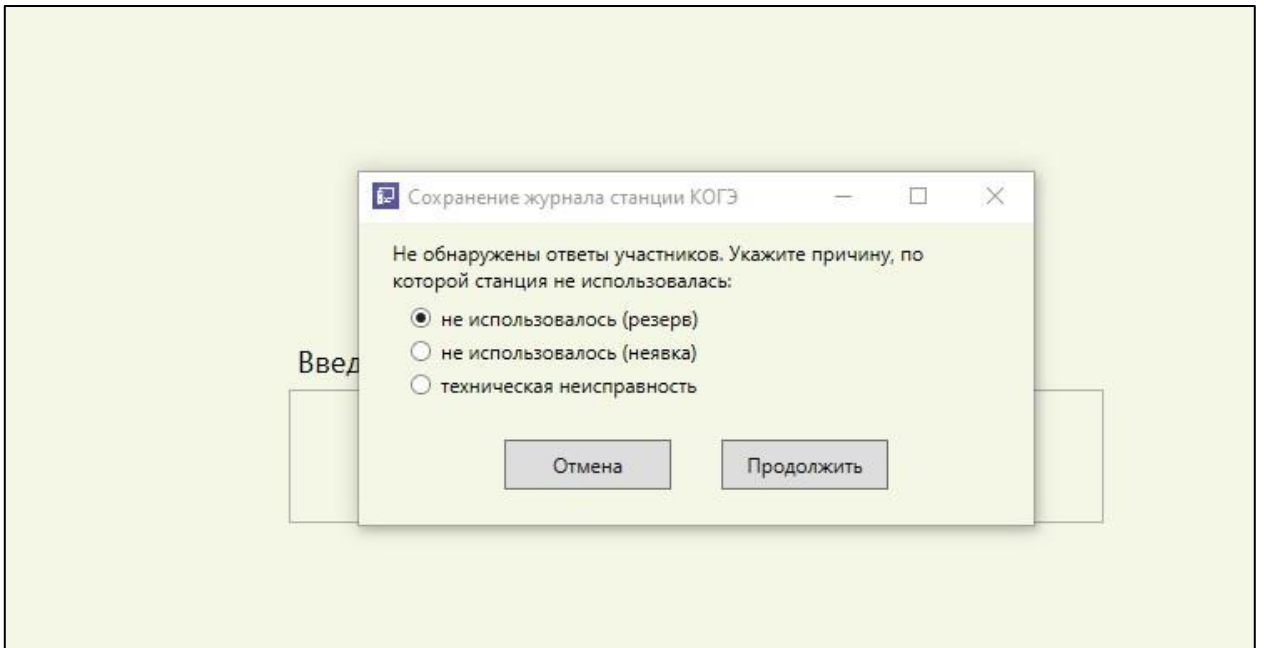 Сохранение журнала станции КОГЭ
Не обнаружены ответы участников. Укажите причину, по
которой станция не использовалась:
не использовалось (резерв)
не использовалось (неявка)
Введ
техническая неисправность
Отмена
Продолжить